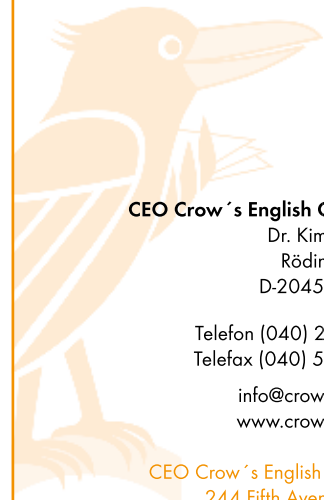 CEO Crow´s English
Dr. Kim
Rödin
D-2045
Telefon (040) 2
Telefax (040) 5
info@crow
www.crow
CEO Crow´s English
244 Fifth Aven